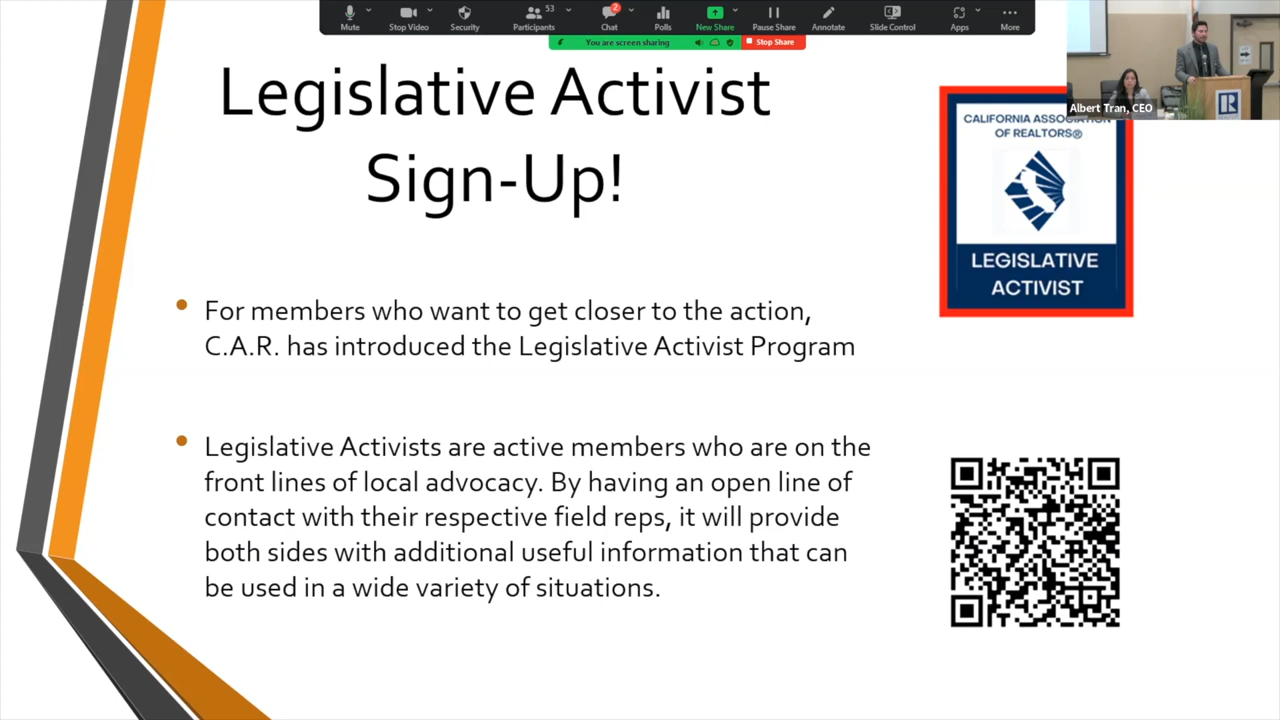 Mute
Stop Video
Security
Participants
53
Chat
2
Polls
New Share
Pause Share
Annotate
Slide Control
Apps
More
You are screen sharing
Stop Share
Albert Tran, CEO
R
Legislative Activist
Sign-Up!
CALIFORNIA ASSOCIATION
OF REALTORS®
LEGISLATIVE
ACTIVIST
For members who want to get closer to the action,
C.A.R. has introduced the Legislative Activist Program
Legislative Activists are active members who are on the
front lines of local advocacy. By having an open line of
contact with their respective field reps, it will provide
both sides with additional useful information that can
be used in a wide variety of situations.